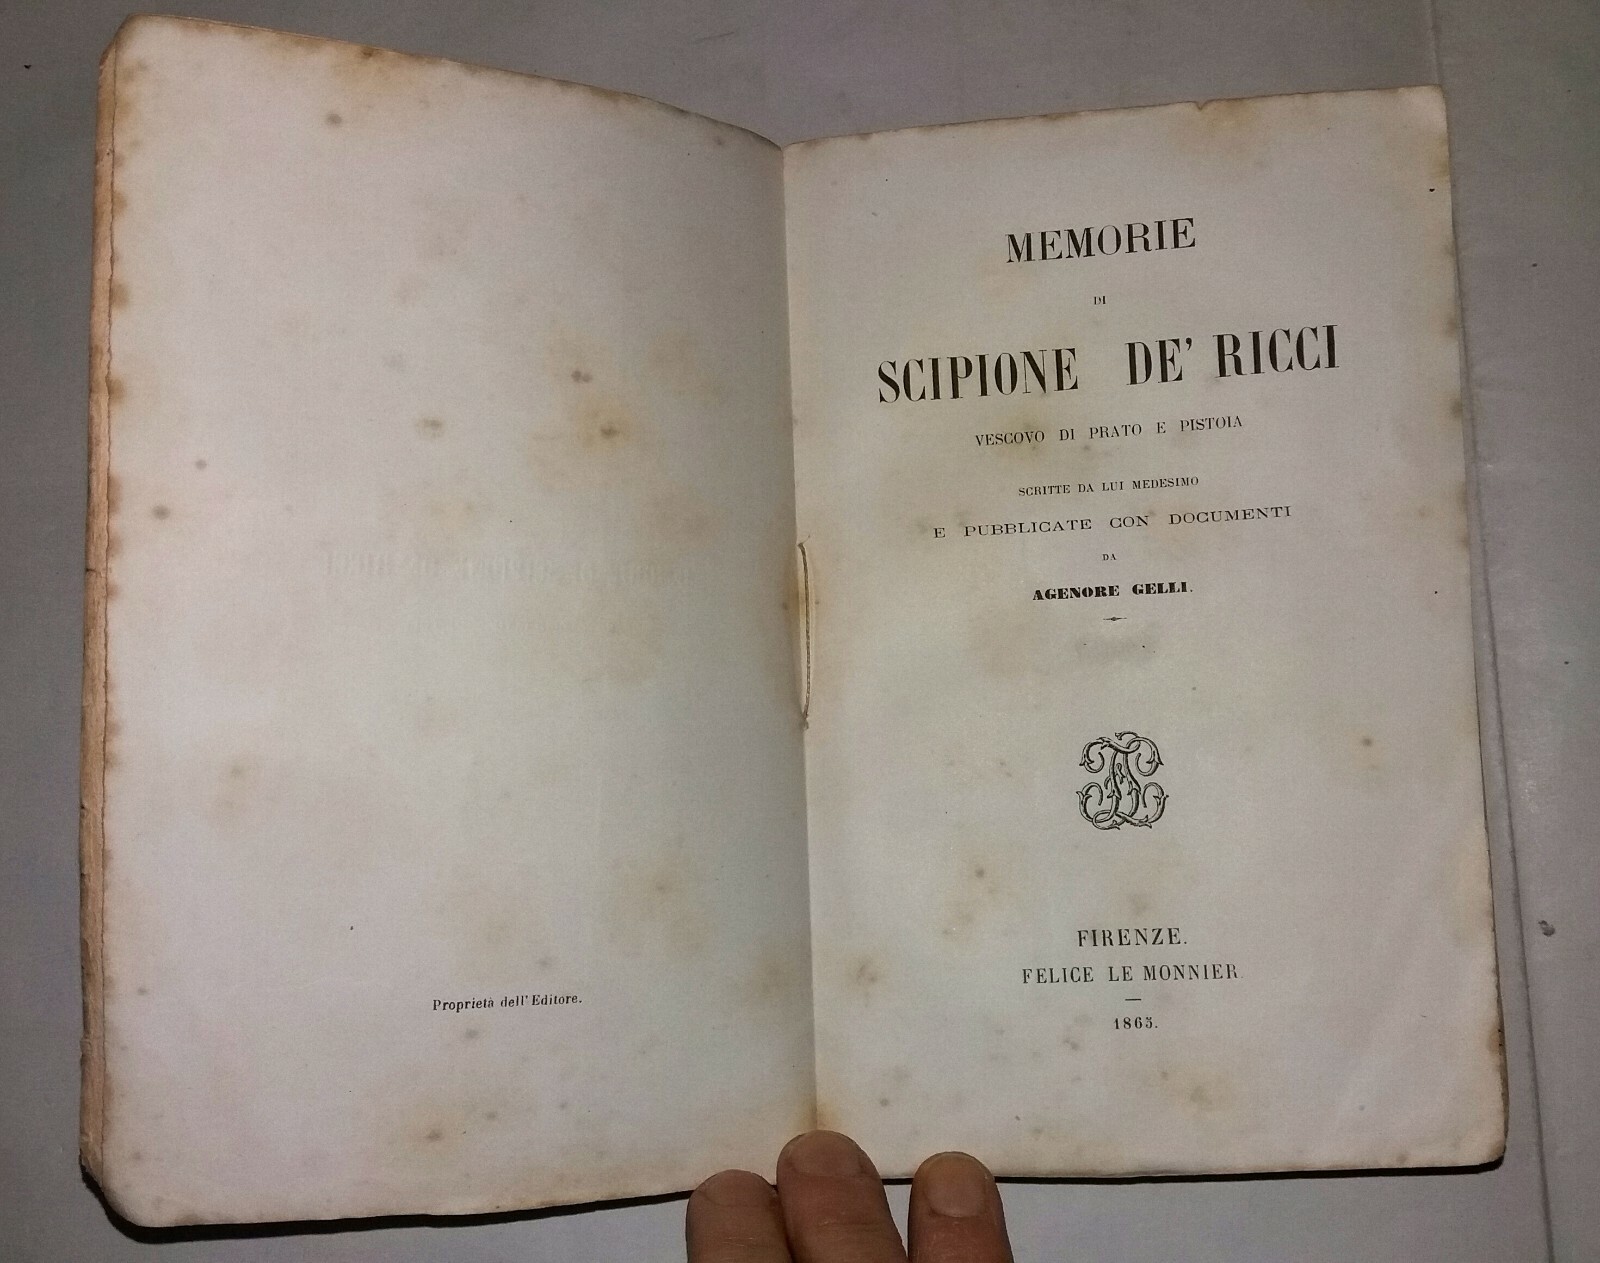 Proprietà dell' Editore.
MEMORIE
DI
SCIPIONE DE' RICCI
VESCOVO DI PRATO E PISTOIA
SCRITTE DA LUI MEDESIMO
E PUBBLICATE CON DOCUMENTI
DA
AGENORE GELLI.
FIRENZE.
FELICE LE MONNIER.
1865.